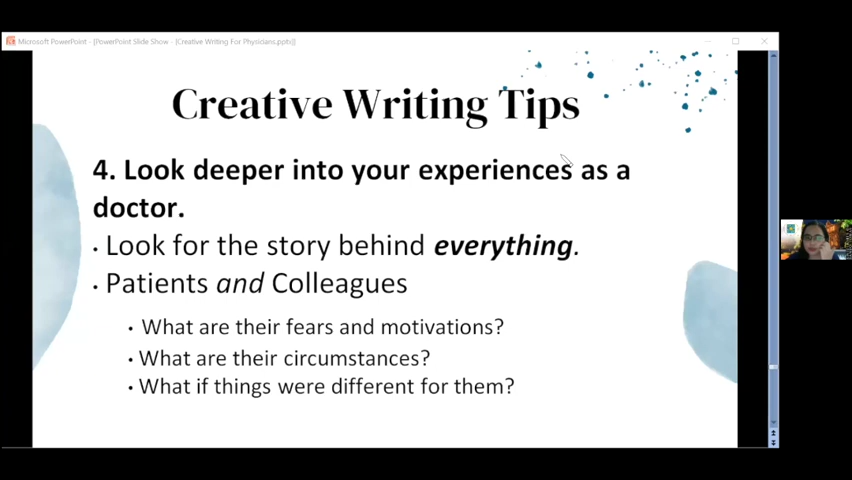 Microsoft PowerPoint - [PowerPoint Slide Show - [Creative Writing For Physicians.pptx]]
Creative Writing Tips
4. Look deeper into your experiences as a
doctor.
• Look for the story behind everything.
• Patients and Colleagues
• What are their fears and motivations?
• What are their circumstances?
• What if things were different for them?